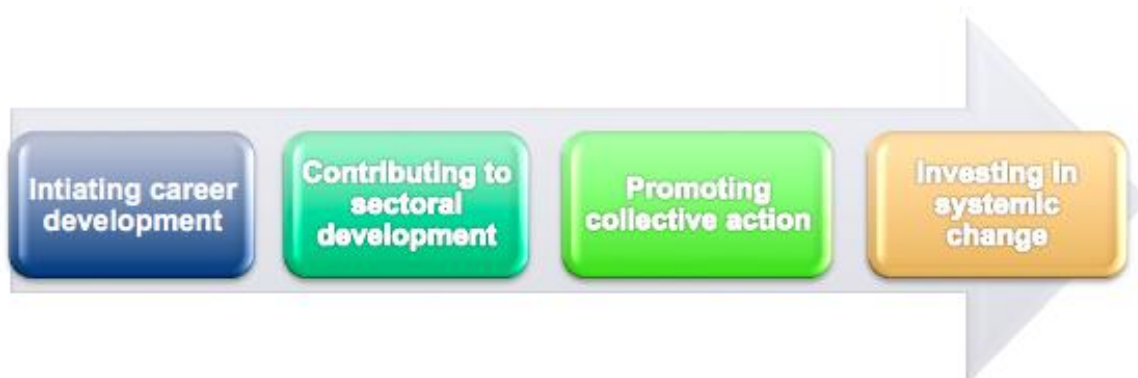 Intiating career
development
Contributing to
sectoral
development
Promoting
collective action
Investing in
systemic
change